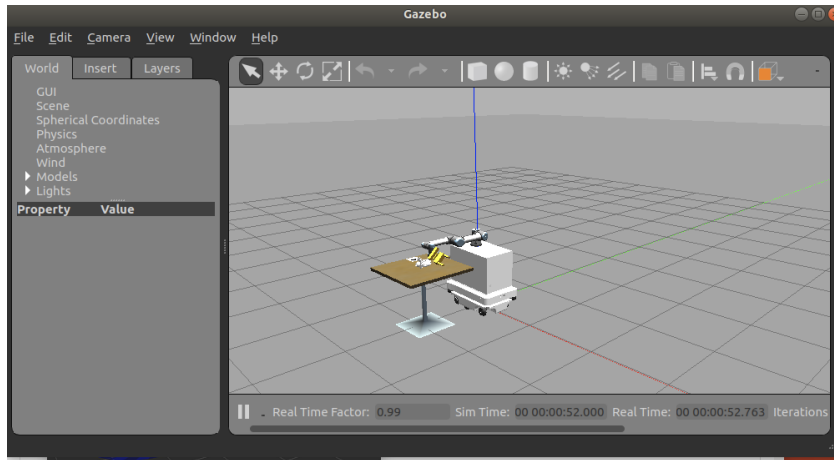 Gazebo
File Edit Camera View Window Help
World Insert Layers
GUI
Scene
Spherical Coordinates
Physics
Atmosphere
Wind
Models
Lights
Property Value
Real Time Factor: 0.99 Sim Time: 00 00:00:52.000 Real Time: 00 00:00:52.763 Iterations